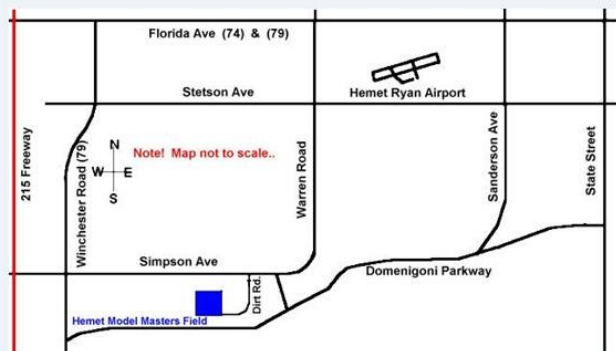 Florida Ave (74) & (79)
Stetson Ave
Hemet Ryan Airport
215 Freeway
Winchester Road (79)
N
W E
S
Note! Map not to scale..
Warren Road
Sanderson Ave
State Street
Simpson Ave
Dirt Rd.
Domenigoni Parkway
Hemet Model Masters Field